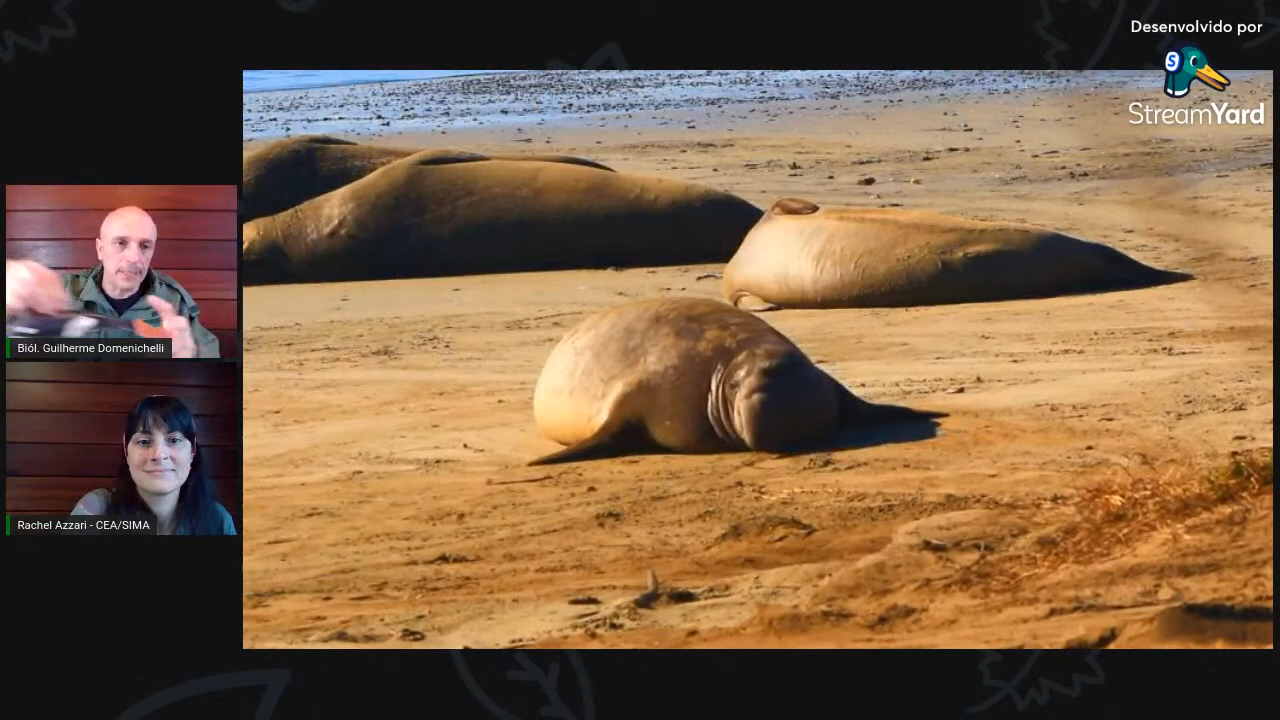 Desenvolvido por
S
StreamYard
Biól. Guilherme Domenichelli
Rachel Azzari - CEA/SIMA